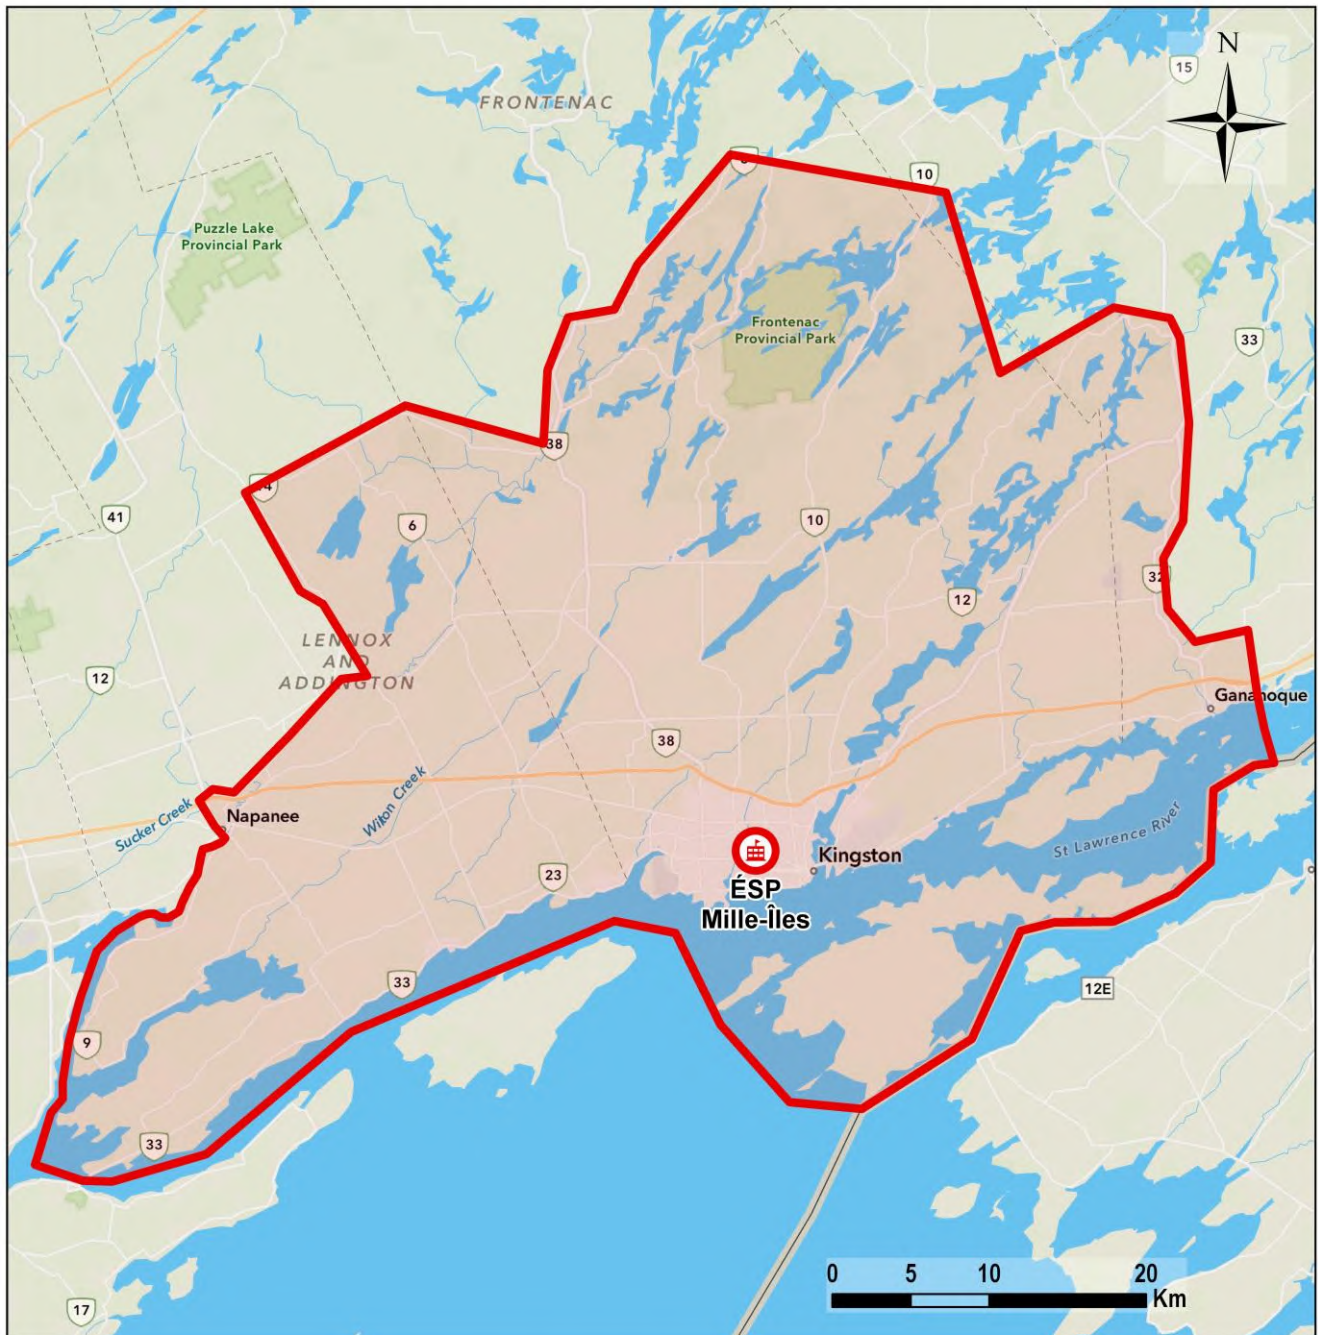 N
15
FRONTENAC
10
Puzzle Lake
Provincial Park
Frontenac
Provincial Park
33
38
41
6
10
32
12
LENNOX
AND
ADDINGTON
12
Gananoque
38
Wilton Creek
Sucker Creek
Napanee
St Lawrence River
Kingston
23
ÉSP
Mille-Îles
33
12E
9
33
0 5 10 20
Km
17